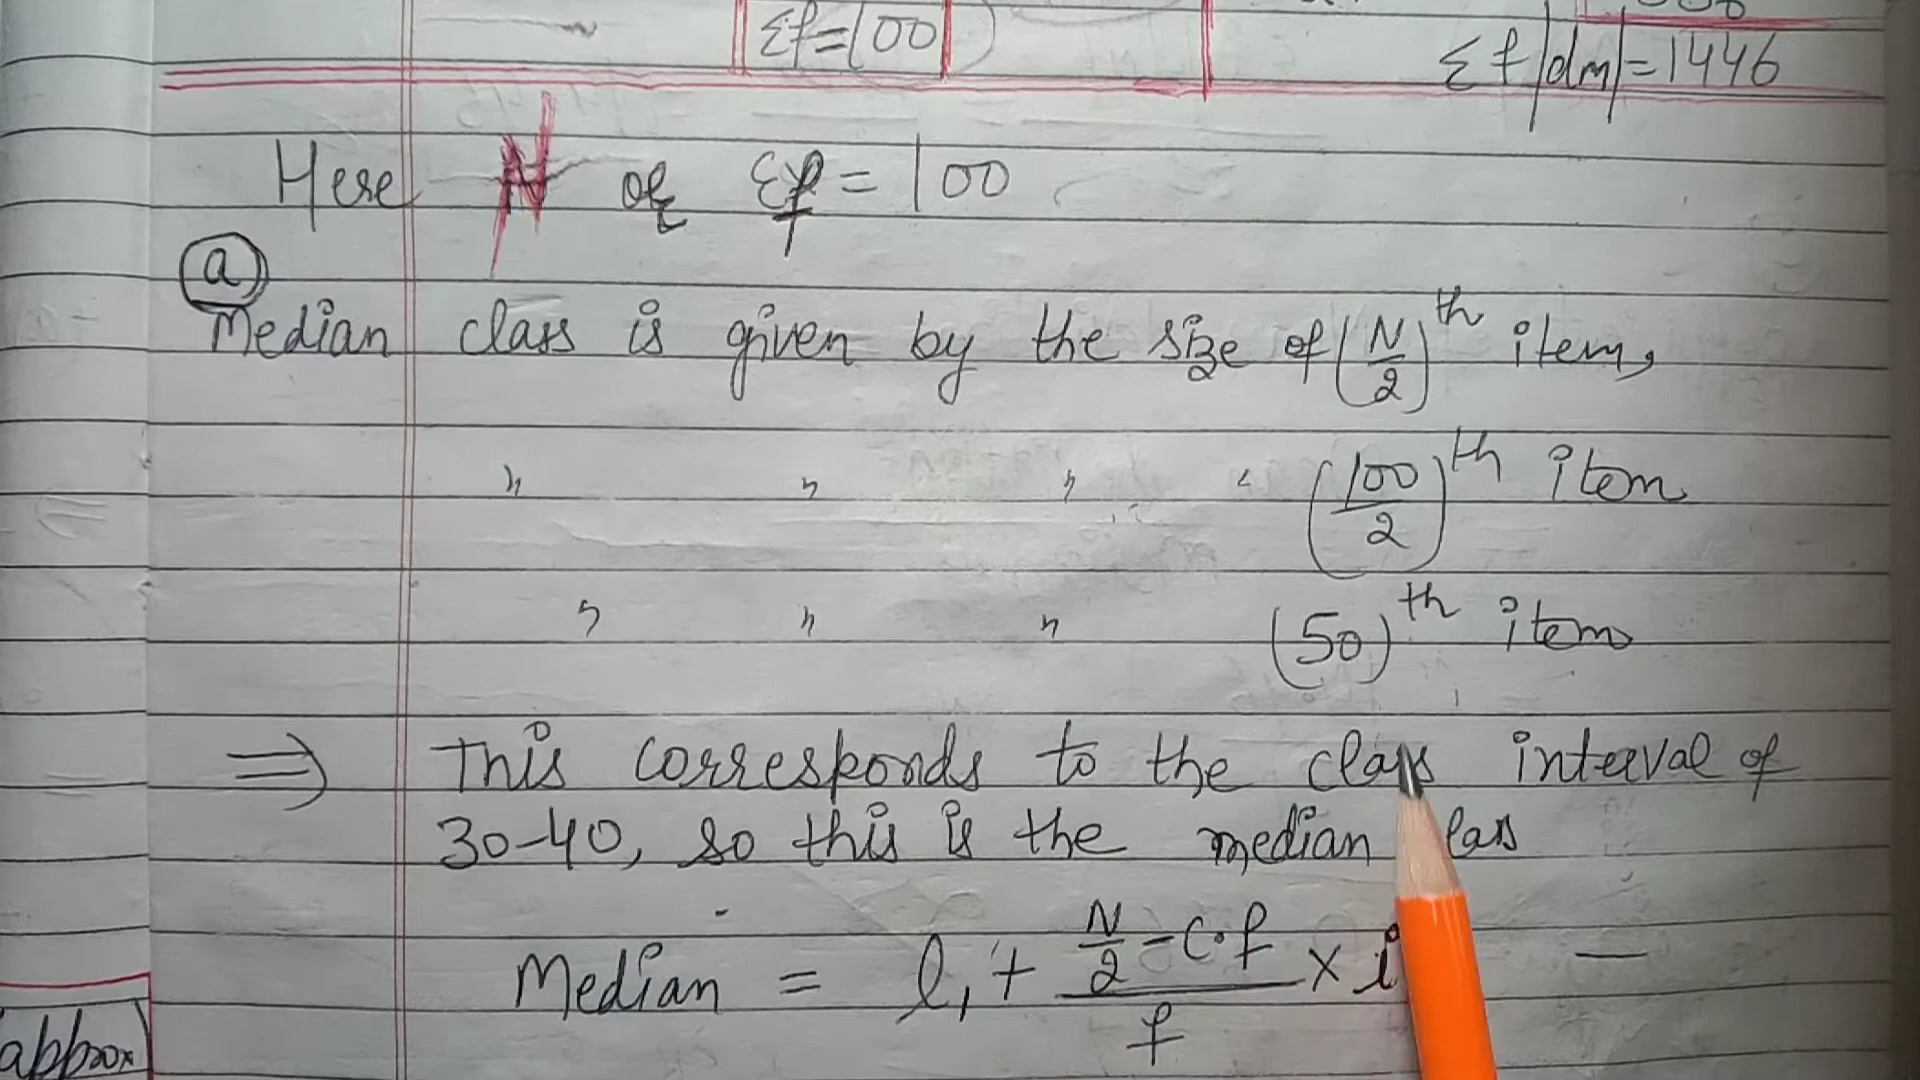 Σf=100
Σf|dm|=1446
Here N or Σf = 100
(a)
Median class is given by the size of (N/2)th item,
" " " " (100/2)th item
" " " (50)th item
⇒ This corresponds to the class interval of
30-40, so this is the median class
Median = l₁ + (N/2 - c.f)/f × i
approx